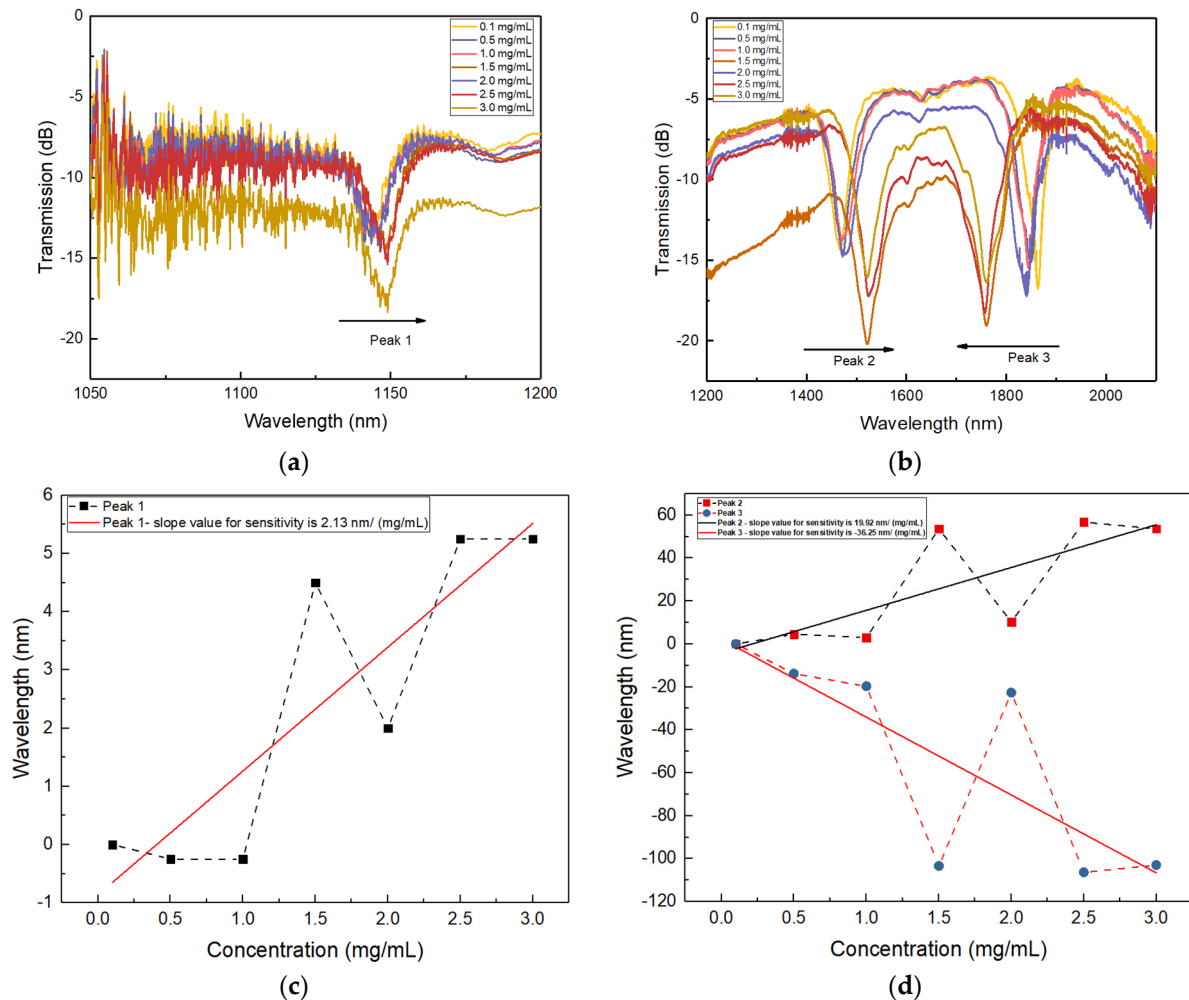 0
-5
-10
-15
-20
Transmission (dB)
0.1 mg/mL
0.5 mg/mL
1.0 mg/mL
1.5 mg/mL
2.0 mg/mL
2.5 mg/mL
3.0 mg/mL
Peak 1
1050 1100 1150 1200
Wavelength (nm)
(a)
0
-5
-10
-15
-20
Transmission (dB)
0.1 mg/mL
0.5 mg/mL
1.0 mg/mL
1.5 mg/mL
2.0 mg/mL
2.5 mg/mL
3.0 mg/mL
Peak 2 Peak 3
1200 1400 1600 1800 2000
Wavelength (nm)
(b)
6
5
4
3
2
1
0
-1
Wavelength (nm)
Peak 1
Peak 1- slope value for sensitivity is 2.13 nm/ (mg/mL)
0.0 0.5 1.0 1.5 2.0 2.5 3.0
Concentration (mg/mL)
(c)
60
40
20
0
-20
-40
-60
-80
-100
-120
Wavelength (nm)
Peak 2
Peak 3
Peak 2 - slope value for sensitivity is 19.92 nm/ (mg/mL)
Peak 3 - slope value for sensitivity is -36.25 nm/ (mg/mL)
0.0 0.5 1.0 1.5 2.0 2.5 3.0
Concentration (mg/mL)
(d)